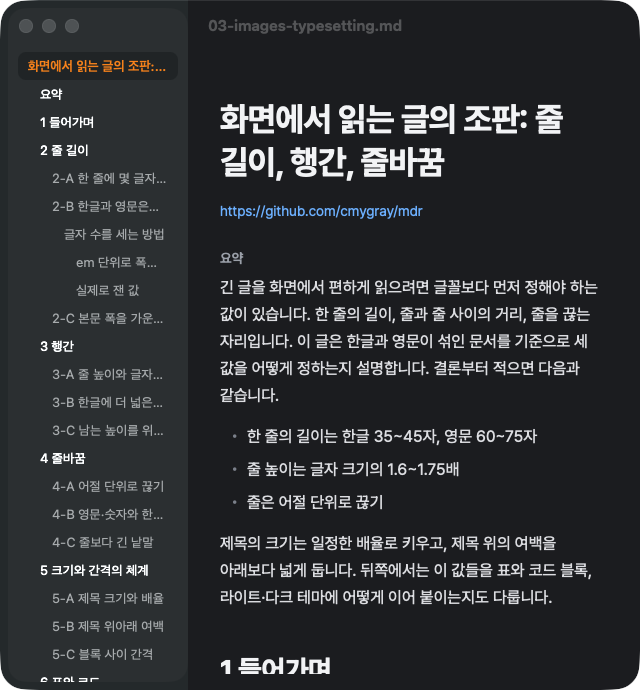 03-images-typesetting.md
화면에서 읽는 글의 조판:...
요약
1 들어가며
2 줄 길이
2-A 한 줄에 몇 글자...
2-B 한글과 영문은...
글자 수를 세는 방법
em 단위로 폭...
실제로 잰 값
2-C 본문 폭을 가운...
3 행간
3-A 줄 높이와 글자...
3-B 한글에 더 넓은...
3-C 남는 높이를 위...
4 줄바꿈
4-A 어절 단위로 끊기
4-B 영문·숫자와 한...
4-C 줄보다 긴 낱말
5 크기와 간격의 체계
5-A 제목 크기와 배율
5-B 제목 위아래 여백
5-C 블록 사이 간격
6 표와 코드
화면에서 읽는 글의 조판: 줄
길이, 행간, 줄바꿈
https://github.com/cmygray/mdr
요약
긴 글을 화면에서 편하게 읽으려면 글꼴보다 먼저 정해야 하는
값이 있습니다. 한 줄의 길이, 줄과 줄 사이의 거리, 줄을 끊는
자리입니다. 이 글은 한글과 영문이 섞인 문서를 기준으로 세
값을 어떻게 정하는지 설명합니다. 결론부터 적으면 다음과
같습니다.
• 한 줄의 길이는 한글 35~45자, 영문 60~75자
• 줄 높이는 글자 크기의 1.6~1.75배
• 줄은 어절 단위로 끊기
제목의 크기는 일정한 배율로 키우고, 제목 위의 여백을
아래보다 넓게 둡니다. 뒤쪽에서는 이 값들을 표와 코드 블록,
라이트·다크 테마에 어떻게 이어 붙이는지도 다룹니다.
1 들어가며